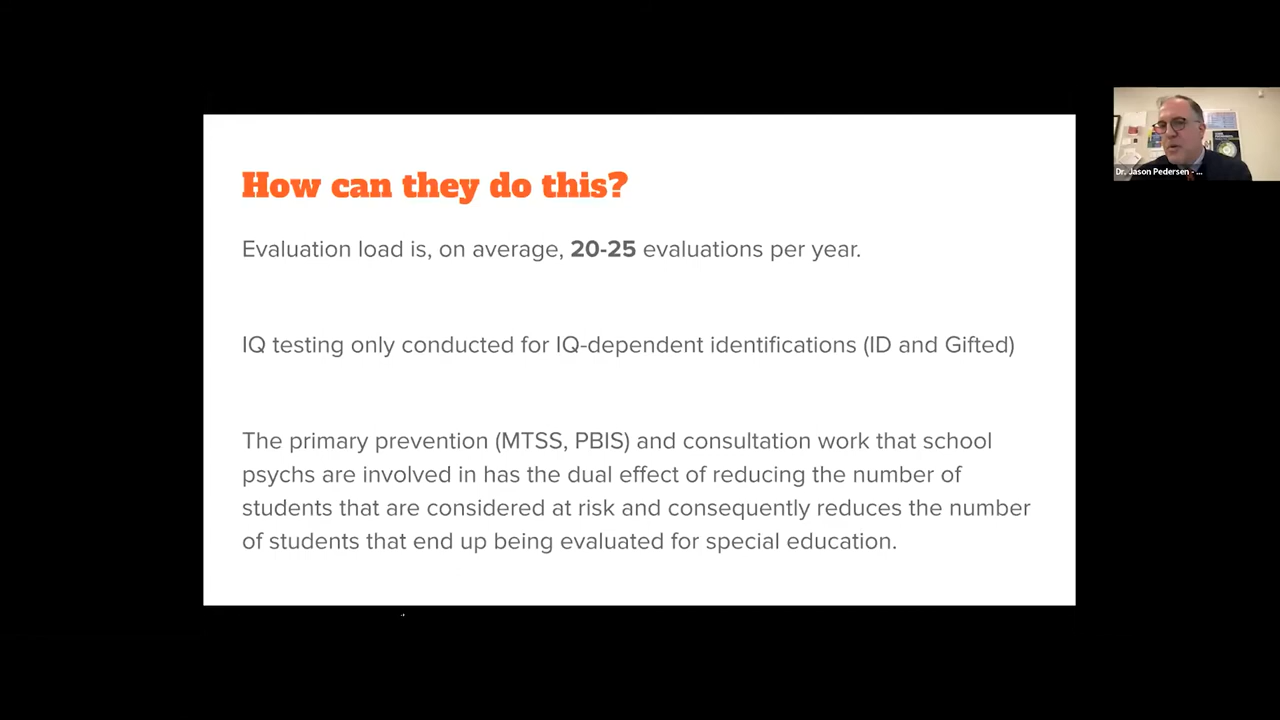 How can they do this?
Evaluation load is, on average, 20-25 evaluations per year.
IQ testing only conducted for IQ-dependent identifications (ID and Gifted)
The primary prevention (MTSS, PBIS) and consultation work that school
psychs are involved in has the dual effect of reducing the number of
students that are considered at risk and consequently reduces the number
of students that end up being evaluated for special education.
Dr. Jason Pedersen - ...